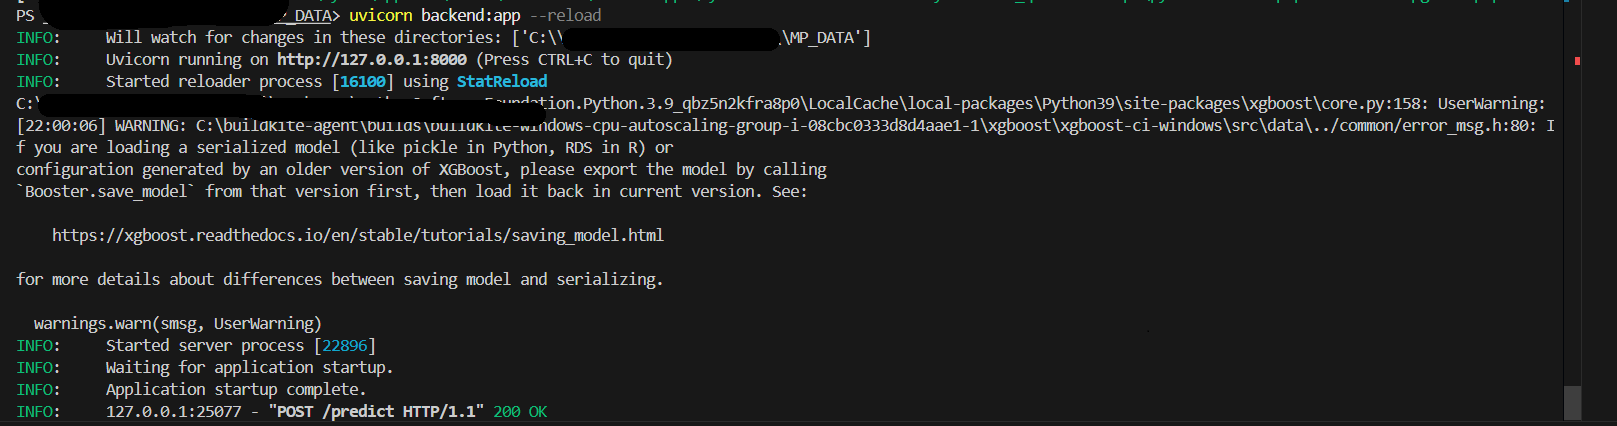 PS _DATA> uvicorn backend:app --reload
INFO:     Will watch for changes in these directories: ['C:\\ \\MP_DATA']
INFO:     Uvicorn running on http://127.0.0.1:8000 (Press CTRL+C to quit)
INFO:     Started reloader process [16100] using StatReload
C:\ Foundation.Python.3.9_qbz5n2kfra8p0\LocalCache\local-packages\Python39\site-packages\xgboost\core.py:158: UserWarning:
[22:00:06] WARNING: C:\buildkite-agent\builds\buildkite-windows-cpu-autoscaling-group-i-08cbc0333d8d4aae1-1\xgboost\xgboost-ci-windows\src\data\../common/error_msg.h:80: I
f you are loading a serialized model (like pickle in Python, RDS in R) or
configuration generated by an older version of XGBoost, please export the model by calling
`Booster.save_model` from that version first, then load it back in current version. See:
https://xgboost.readthedocs.io/en/stable/tutorials/saving_model.html
for more details about differences between saving model and serializing.
warnings.warn(smsg, UserWarning)
INFO:     Started server process [22896]
INFO:     Waiting for application startup.
INFO:     Application startup complete.
INFO:     127.0.0.1:25077 - "POST /predict HTTP/1.1" 200 OK